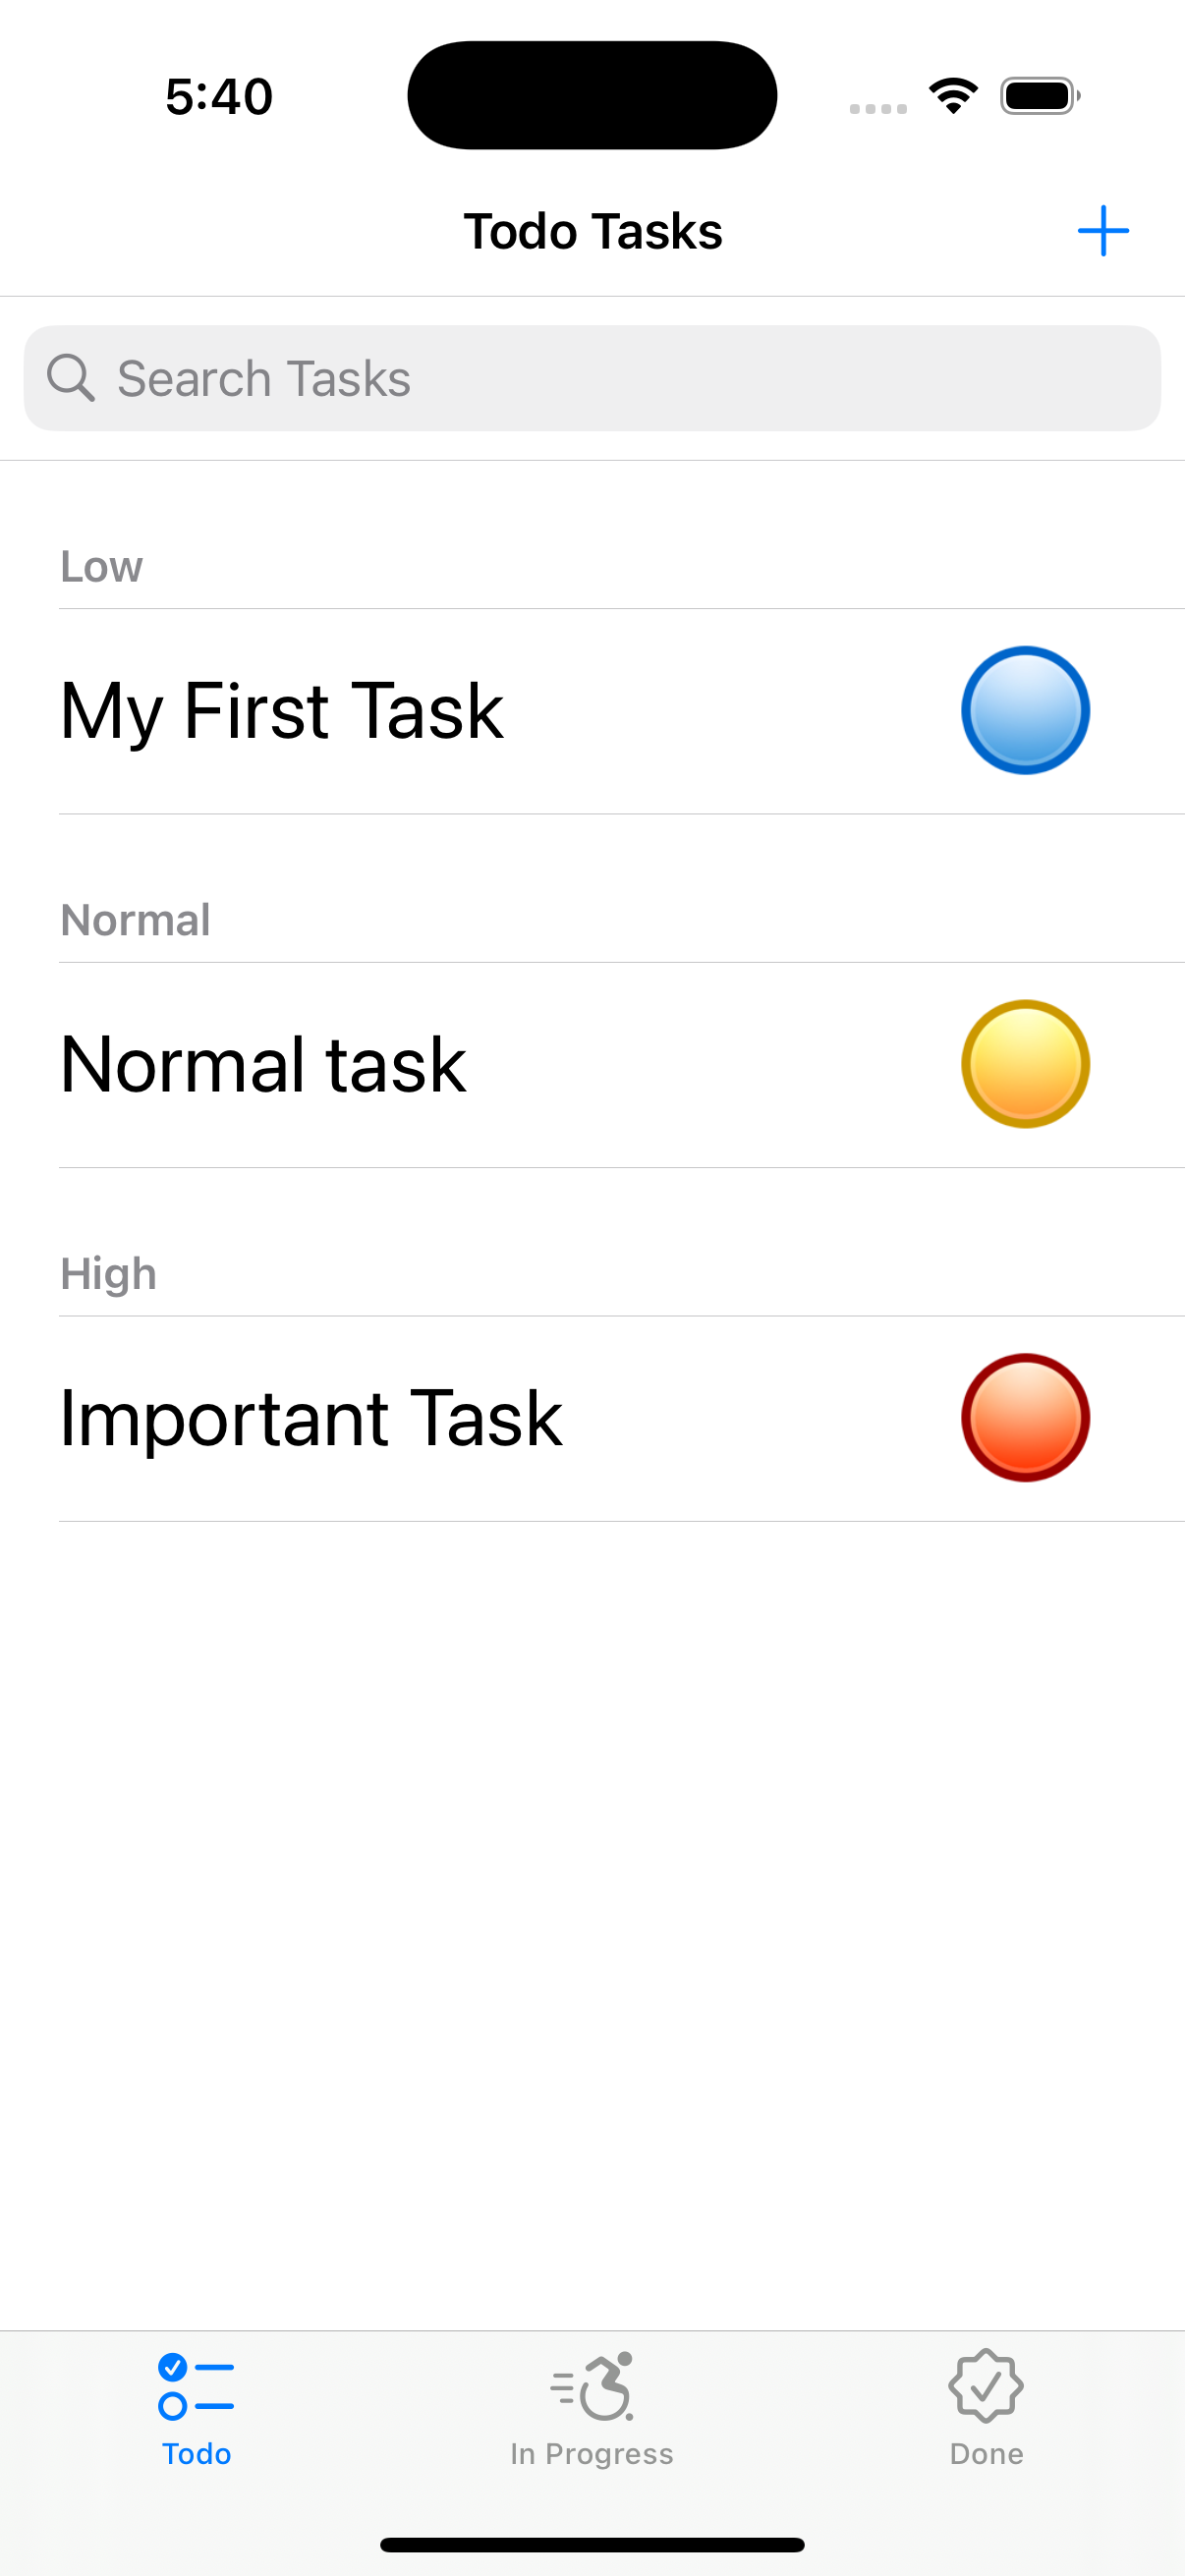 5:40
Todo Tasks
Search Tasks
Low
My First Task
Normal
Normal task
High
Important Task
Todo
In Progress
Done